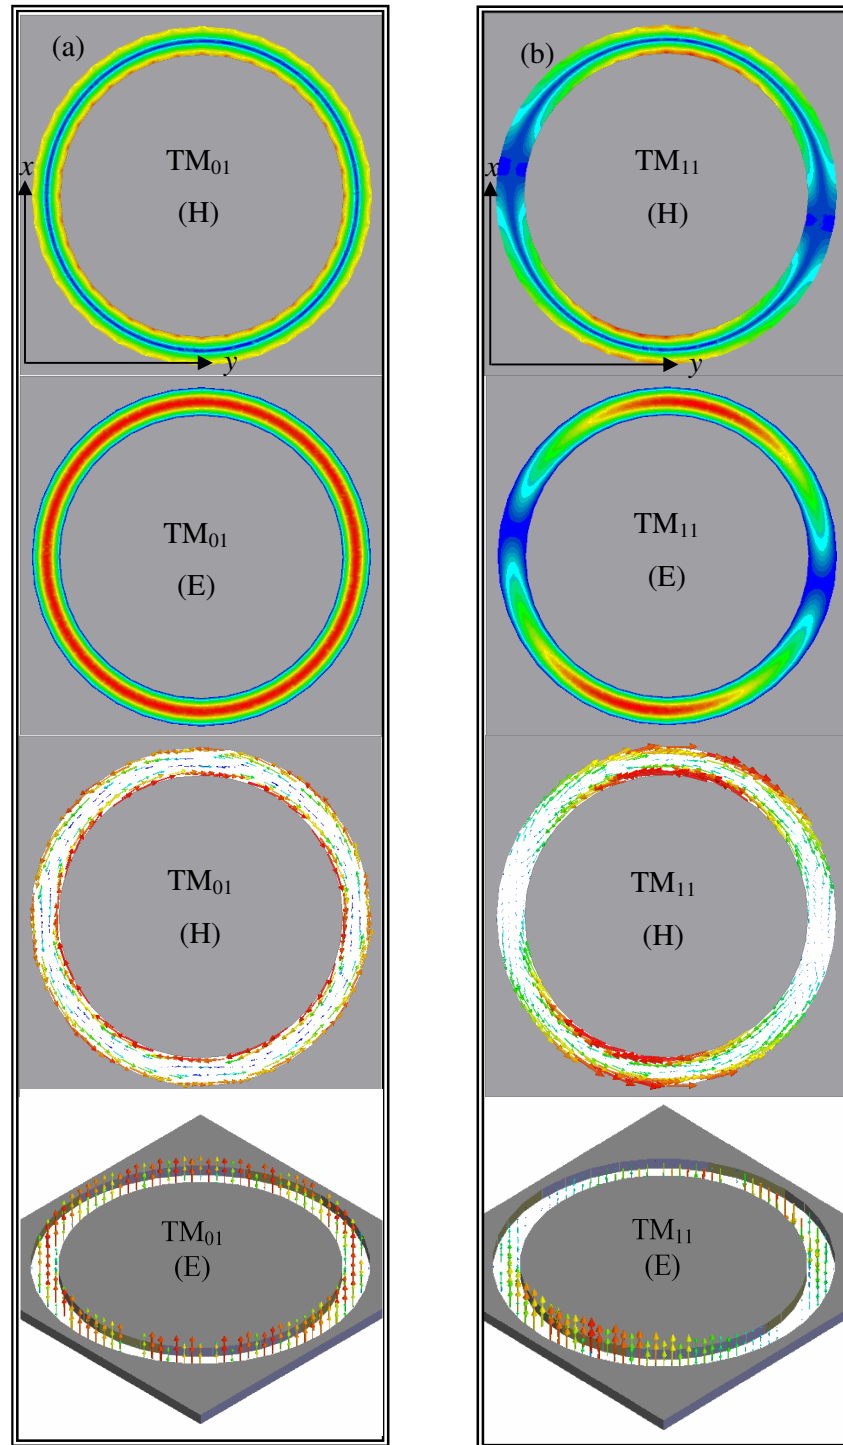 (a)
TM₀₁
x
(H)
y
TM₀₁
(E)
TM₀₁
(H)
TM₀₁
(E)
(b)
TM₁₁
x
(H)
y
TM₁₁
(E)
TM₁₁
(H)
TM₁₁
(E)